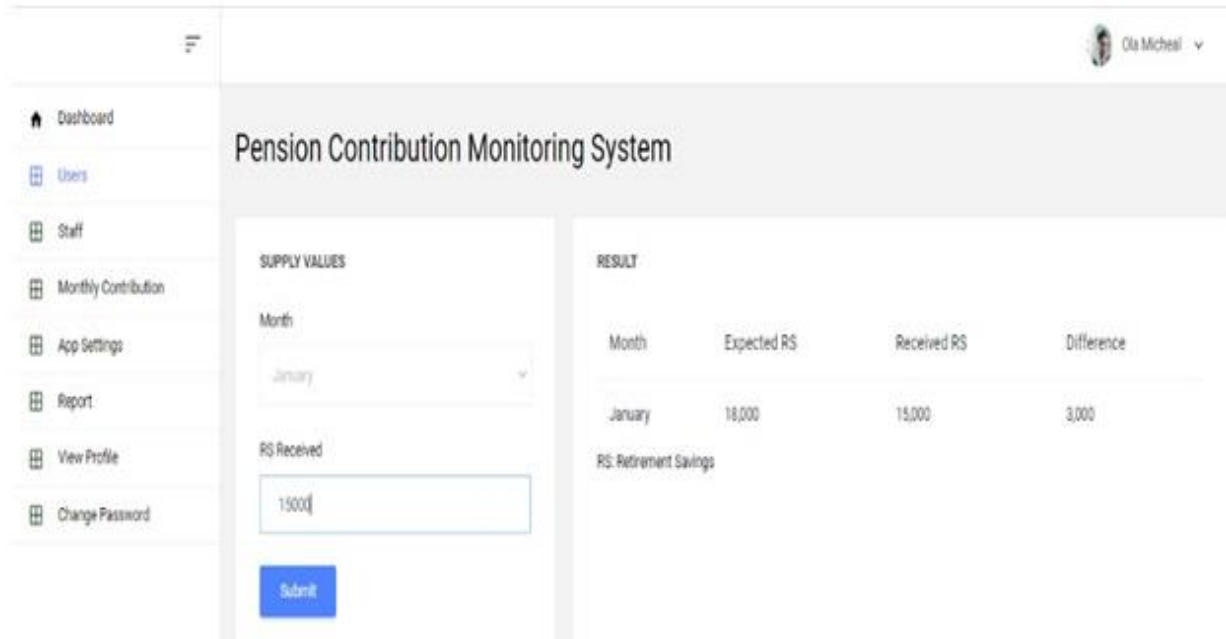 Ola Micheal
Dashboard
Users
Staff
Monthly Contribution
App Settings
Report
View Profile
Change Password
Pension Contribution Monitoring System
SUPPLY VALUES
Month
January
RS Received
15000
Submit
RESULT
Month Expected RS Received RS Difference
January 18,000 15,000 3,000
RS: Retirement Savings